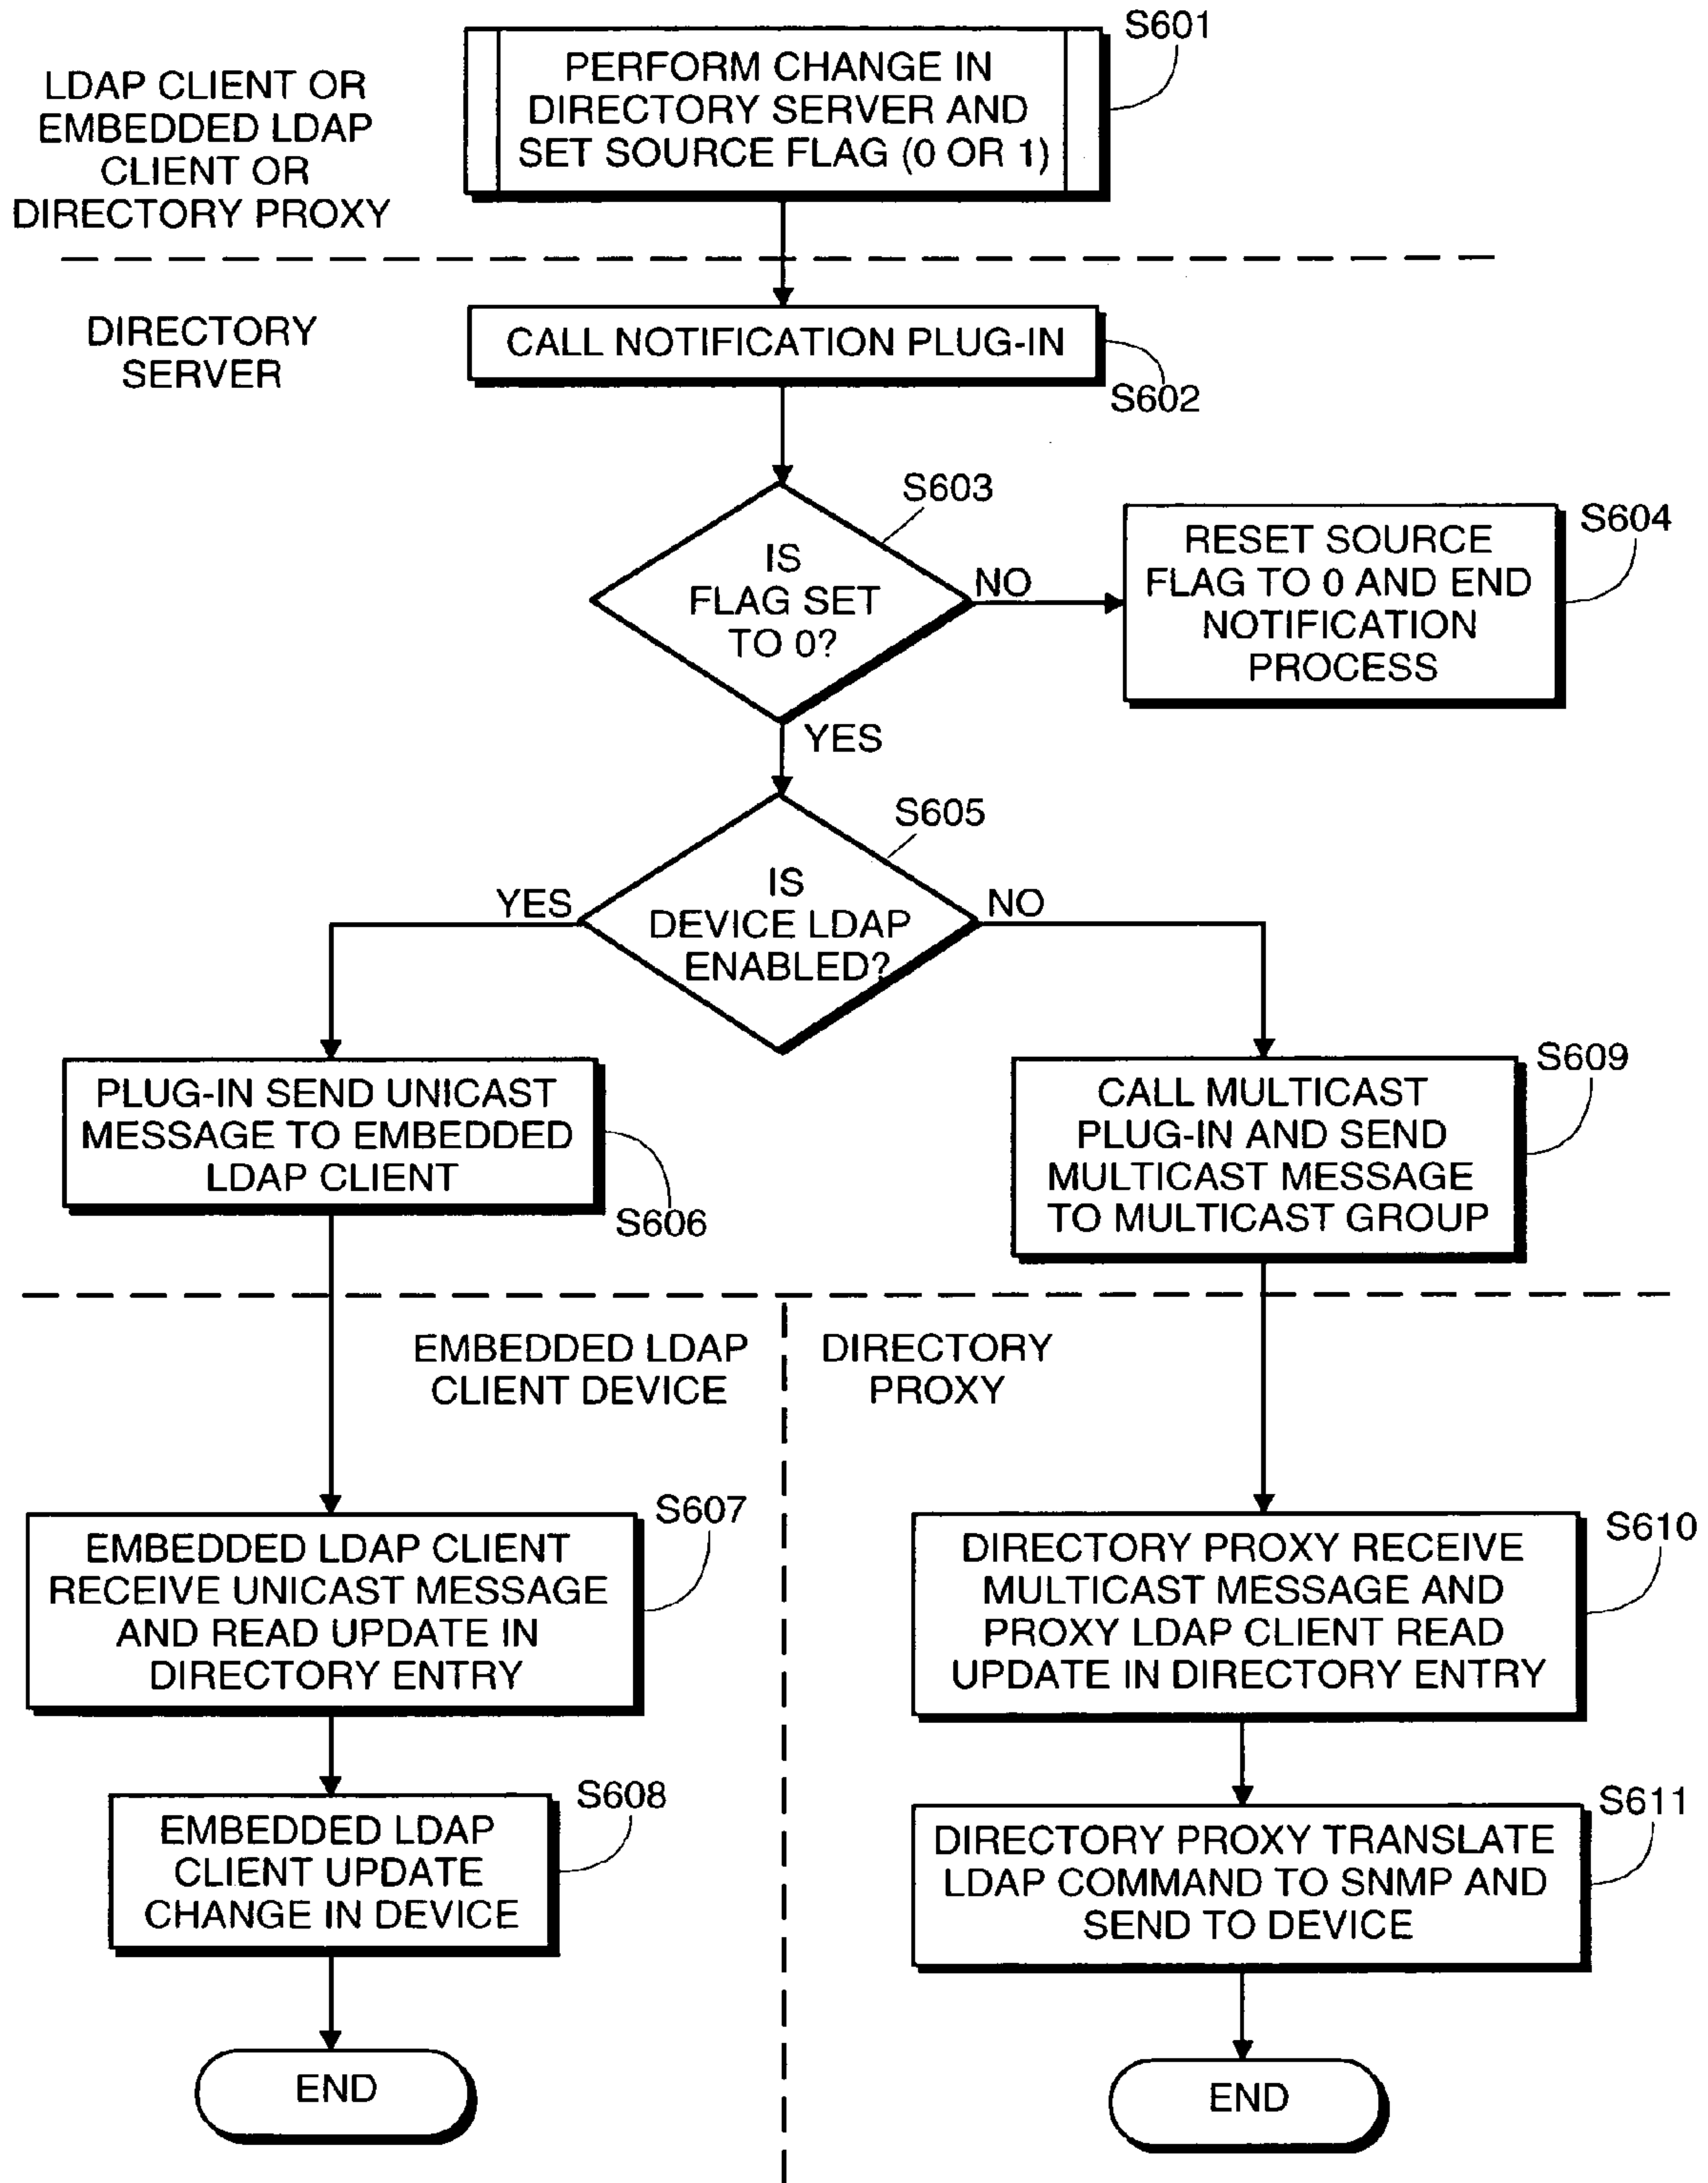 S601
PERFORM CHANGE IN
DIRECTORY SERVER AND
SET SOURCE FLAG (0 OR 1)
LDAP CLIENT OR
EMBEDDED LDAP
CLIENT OR
DIRECTORY PROXY
DIRECTORY
SERVER
CALL NOTIFICATION PLUG-IN
S602
S603
IS
FLAG SET
TO 0?
NO
YES
S604
RESET SOURCE
FLAG TO 0 AND END
NOTIFICATION
PROCESS
S605
IS
DEVICE LDAP
ENABLED?
YES
NO
PLUG-IN SEND UNICAST
MESSAGE TO EMBEDDED
LDAP CLIENT
S606
S609
CALL MULTICAST
PLUG-IN AND SEND
MULTICAST MESSAGE
TO MULTICAST GROUP
EMBEDDED LDAP
CLIENT DEVICE
DIRECTORY
PROXY
S607
EMBEDDED LDAP CLIENT
RECEIVE UNICAST MESSAGE
AND READ UPDATE IN
DIRECTORY ENTRY
S610
DIRECTORY PROXY RECEIVE
MULTICAST MESSAGE AND
PROXY LDAP CLIENT READ
UPDATE IN DIRECTORY ENTRY
S608
EMBEDDED LDAP
CLIENT UPDATE
CHANGE IN DEVICE
S611
DIRECTORY PROXY TRANSLATE
LDAP COMMAND TO SNMP AND
SEND TO DEVICE
END
END